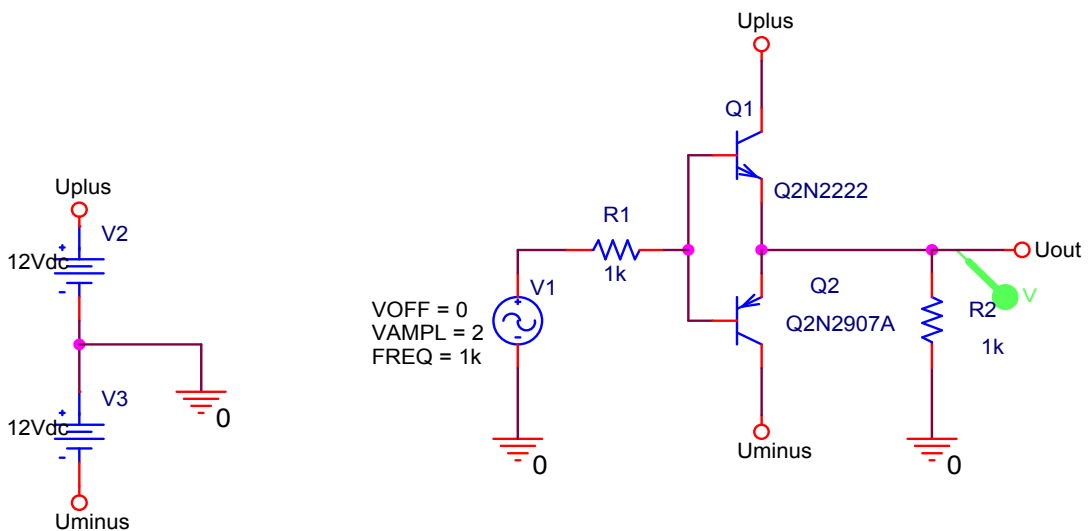 Uplus
V2
+
12Vdc
-
0
V3
+
12Vdc
-
Uminus
Uplus
Q1
Q2N2222
R1
1k
V1
+
-
VOFF = 0
VAMPL = 2
FREQ = 1k
0
Q2
Q2N2907A
Uminus
Uout
V
R2
1k
0